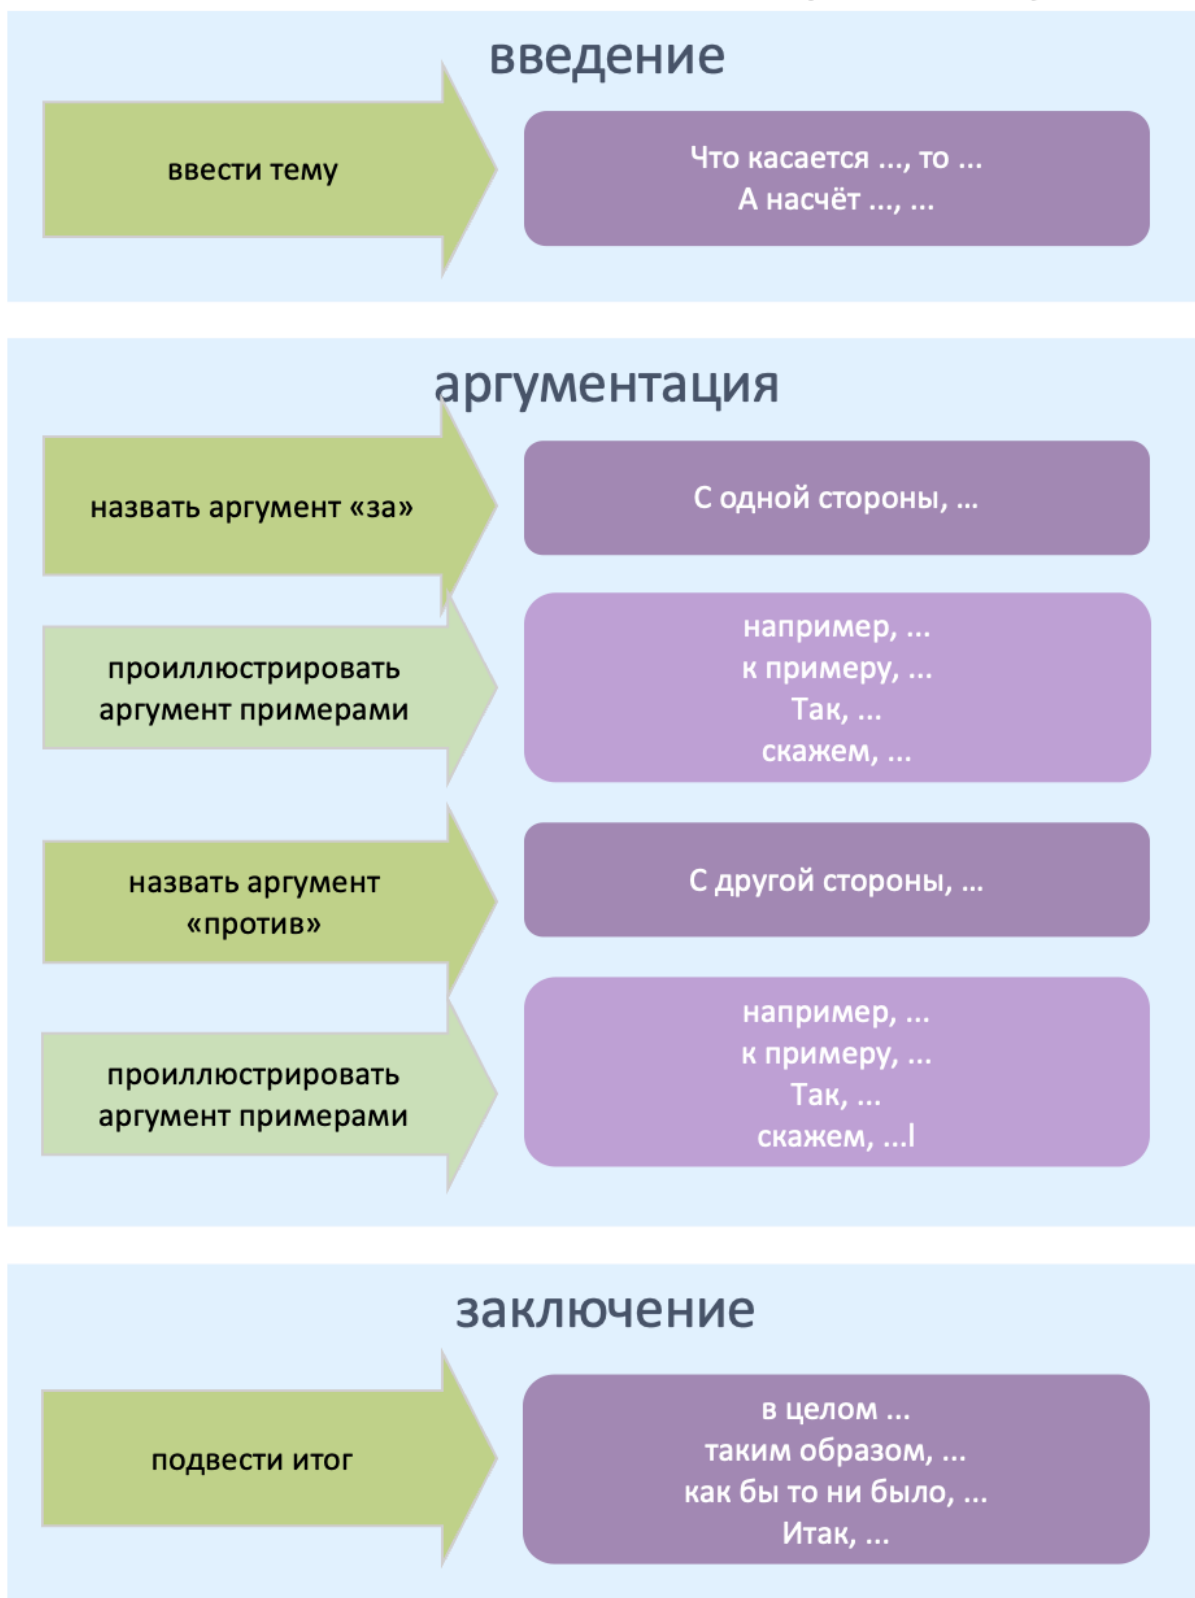 введение
ввести тему
Что касается ..., то ...
А насчёт ..., ...
аргументация
назвать аргумент «за»
С одной стороны, ...
проиллюстрировать
аргумент примерами
например, ...
к примеру, ...
Так, ...
скажем, ...
назвать аргумент
«против»
С другой стороны, ...
проиллюстрировать
аргумент примерами
например, ...
к примеру, ...
Так, ...
скажем, ...l
заключение
подвести итог
в целом ...
таким образом, ...
как бы то ни было, ...
Итак, ...